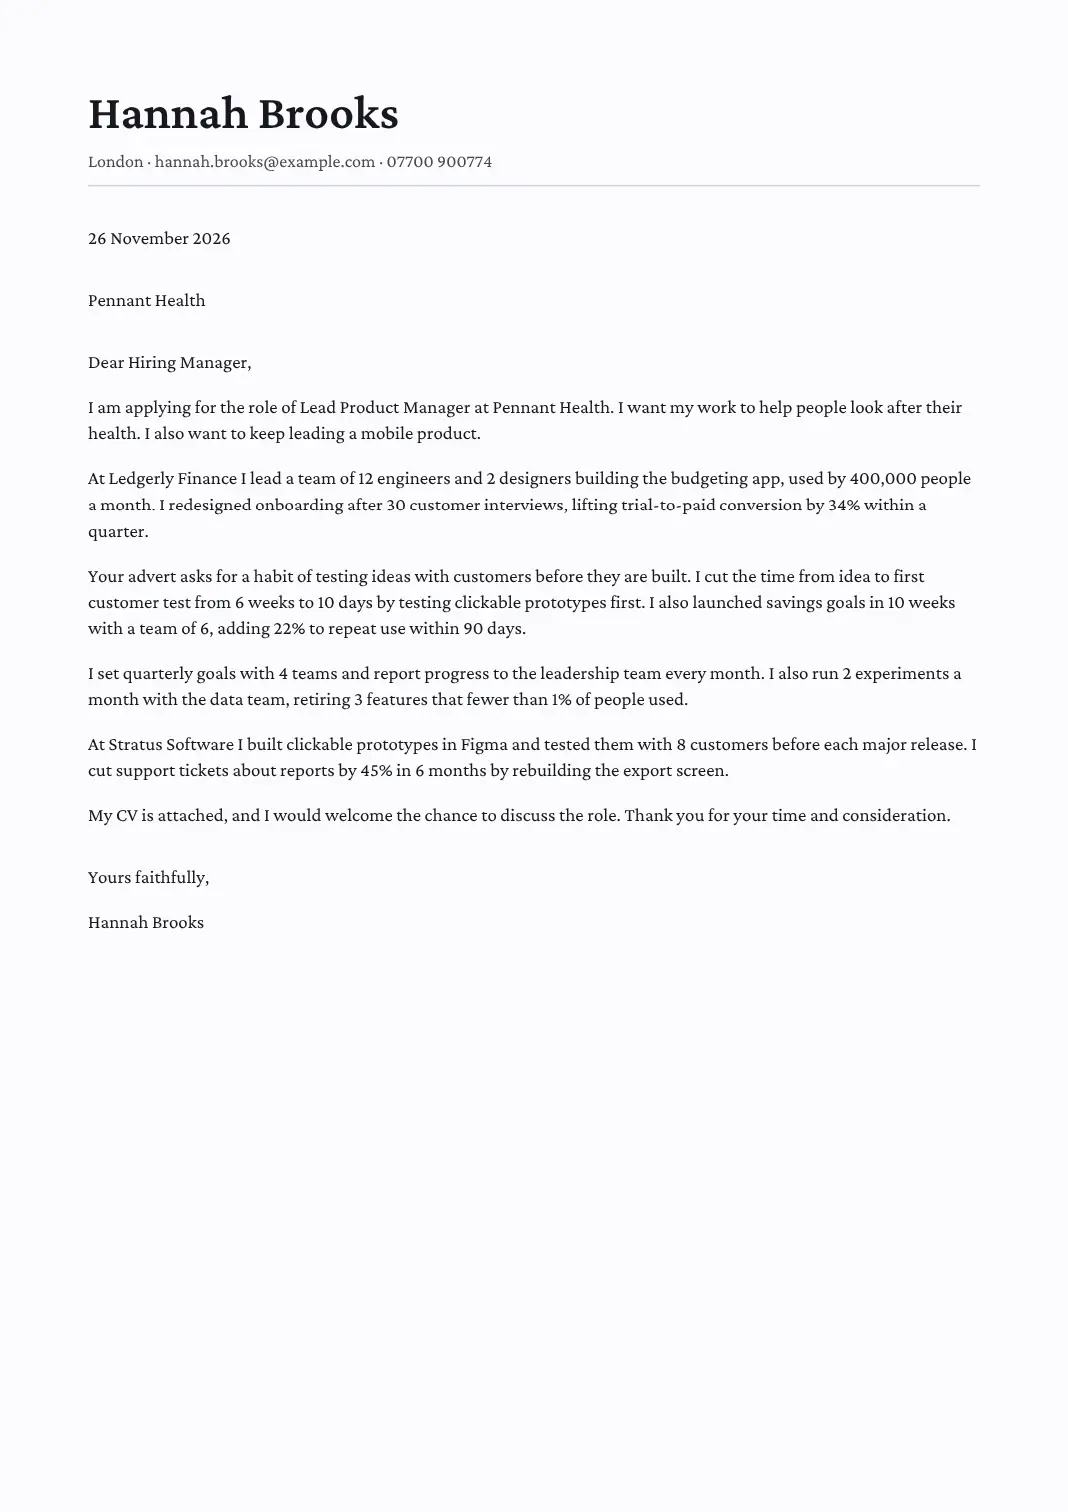 Hannah Brooks
London · hannah.brooks@example.com · 07700 900774
26 November 2026
Pennant Health
Dear Hiring Manager,
I am applying for the role of Lead Product Manager at Pennant Health. I want my work to help people look after their
health. I also want to keep leading a mobile product.
At Ledgerly Finance I lead a team of 12 engineers and 2 designers building the budgeting app, used by 400,000 people
a month. I redesigned onboarding after 30 customer interviews, lifting trial-to-paid conversion by 34% within a
quarter.
Your advert asks for a habit of testing ideas with customers before they are built. I cut the time from idea to first
customer test from 6 weeks to 10 days by testing clickable prototypes first. I also launched savings goals in 10 weeks
with a team of 6, adding 22% to repeat use within 90 days.
I set quarterly goals with 4 teams and report progress to the leadership team every month. I also run 2 experiments a
month with the data team, retiring 3 features that fewer than 1% of people used.
At Stratus Software I built clickable prototypes in Figma and tested them with 8 customers before each major release. I
cut support tickets about reports by 45% in 6 months by rebuilding the export screen.
My CV is attached, and I would welcome the chance to discuss the role. Thank you for your time and consideration.
Yours faithfully,
Hannah Brooks